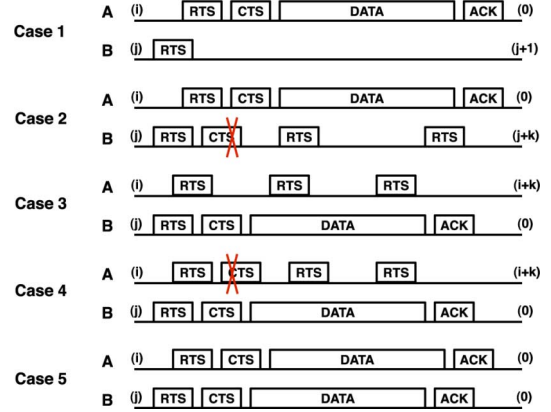 A (i) RTS CTS DATA ACK (0)
Case 1
B (j) RTS (j+1)
A (i) RTS CTS DATA ACK (0)
Case 2
B (j) RTS CTS RTS RTS (j+k)
A (i) RTS RTS RTS (i+k)
Case 3
B (j) RTS CTS DATA ACK (0)
A (i) RTS CTS RTS RTS (i+k)
Case 4
B (j) RTS CTS DATA ACK (0)
A (i) RTS CTS DATA ACK (0)
Case 5
B (j) RTS CTS DATA ACK (0)